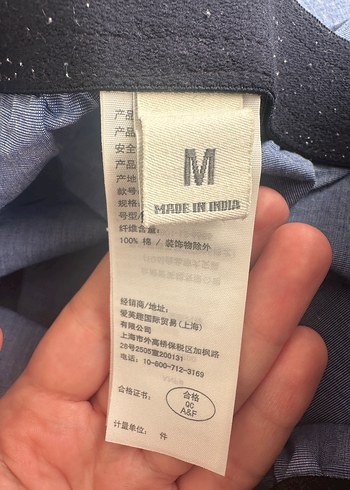 M
MADE IN INDIA
产品
产品
安全
产品
产地
款号
规格
号型
纤维含量:
100% 棉 / 装饰物除外
经销商/地址:
爱芙趣国际贸易(上海)
有限公司
上海市外高桥保税区加枫路
28号2505室200131
电话: 10-800-712-3169
合格证书:
合格
QC
A&F
计量单位: 件